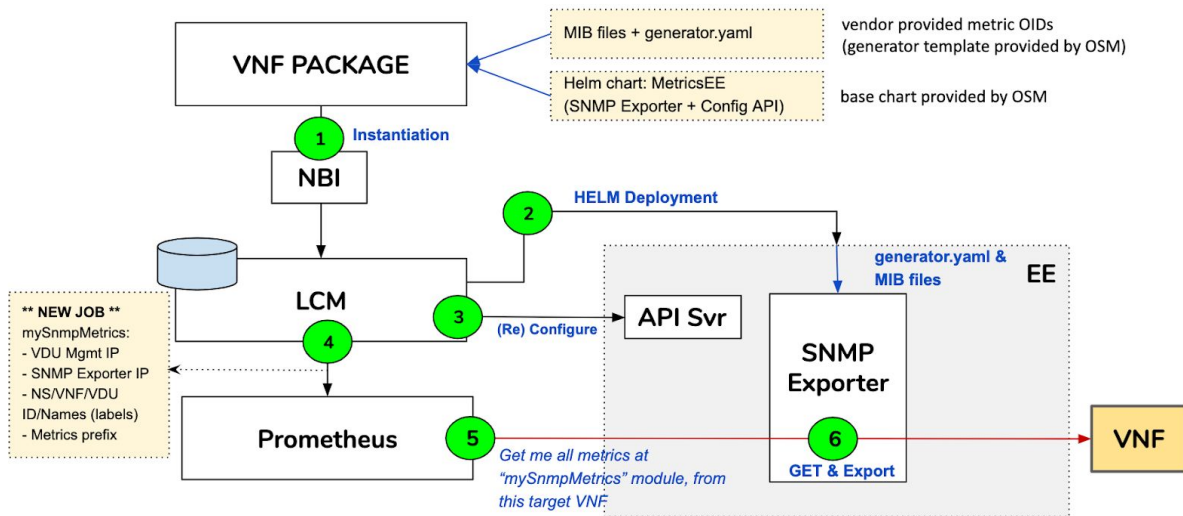 VNF PACKAGE
MIB files + generator.yaml
vendor provided metric OIDs
(generator template provided by OSM)
Helm chart: MetricsEE
(SNMP Exporter + Config API)
base chart provided by OSM
1
Instantiation
NBI
2
HELM Deployment
generator.yaml &
MIB files
EE
LCM
3
(Re) Configure
API Svr
** NEW JOB **
mySnmpMetrics:
- VDU Mgmt IP
- SNMP Exporter IP
- NS/VNF/VDU
ID/Names (labels)
- Metrics prefix
4
SNMP
Exporter
Prometheus
5
6
VNF
Get me all metrics at
“mySnmpMetrics” module, from
this target VNF
GET & Export